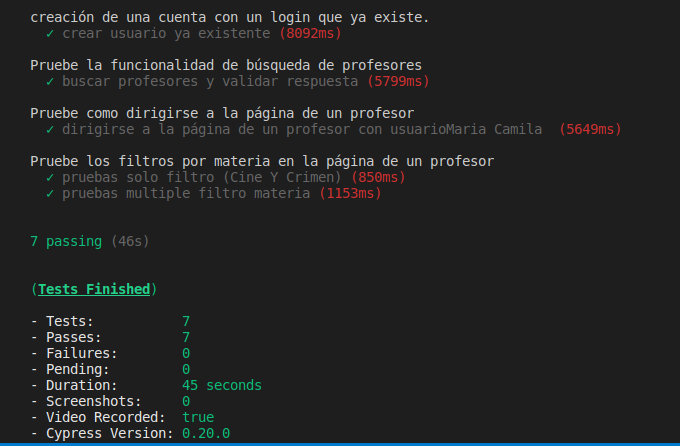 creación de una cuenta con un login que ya existe.
✓ crear usuario ya existente (8092ms)
Pruebe la funcionalidad de búsqueda de profesores
✓ buscar profesores y validar respuesta (5799ms)
Pruebe como dirigirse a la página de un profesor
✓ dirigirse a la página de un profesor con usuarioMaria Camila  (5649ms)
Pruebe los filtros por materia en la página de un profesor
✓ pruebas solo filtro (Cine Y Crimen) (850ms)
✓ pruebas multiple filtro materia (1153ms)
7 passing (46s)
(Tests Finished)
- Tests:           7
- Passes:          7
- Failures:        0
- Pending:         0
- Duration:        45 seconds
- Screenshots:     0
- Video Recorded:  true
- Cypress Version: 0.20.0